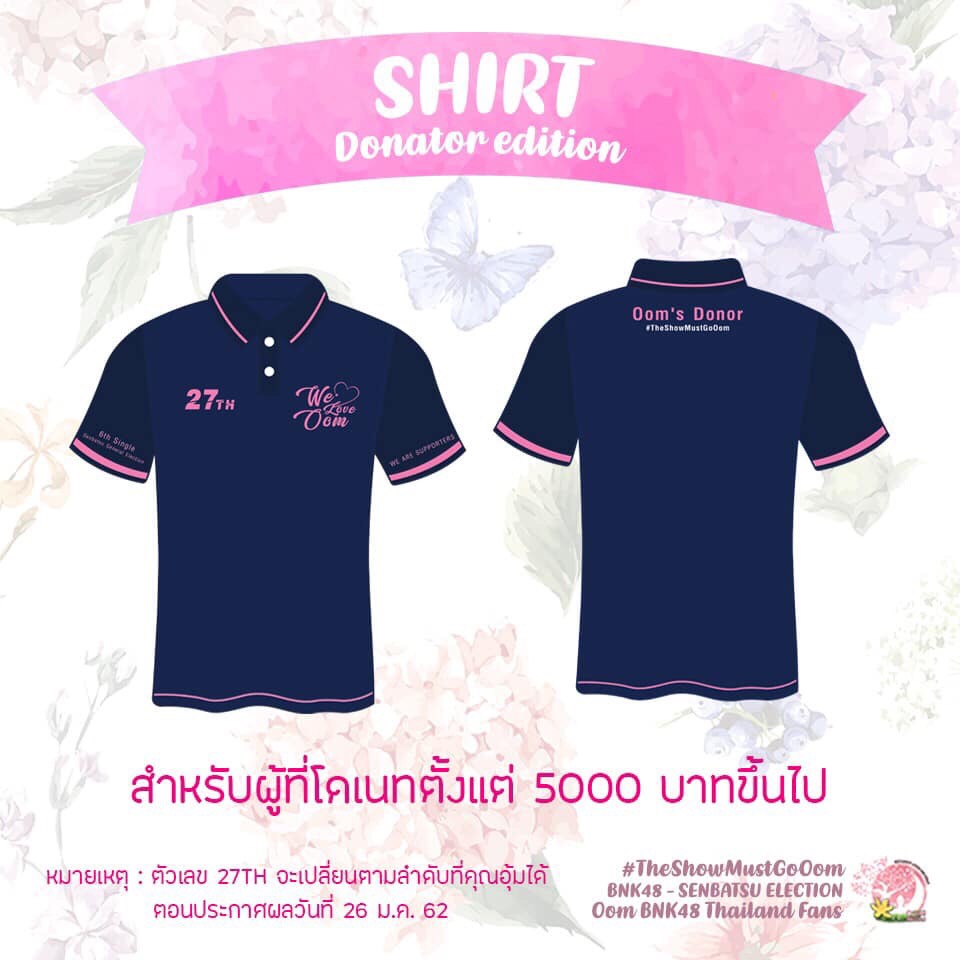 SHIRT
Donator edition
27TH
We
Love
Oom
6th Single
Senbatsu General Election
WE ARE SUPPORTERS
Oom's Donor
#TheShowMustGoOom
สำหรับผู้ที่โดเนทตั้งแต่ 5000 บาทขึ้นไป
หมายเหตุ : ตัวเลข 27TH จะเปลี่ยนตามลำดับที่คุณอุ้มได้
ตอนประกาศผลวันที่ 26 ม.ค. 62
#TheShowMustGoOom
BNK48 - SENBATSU ELECTION
Oom BNK48 Thailand Fans